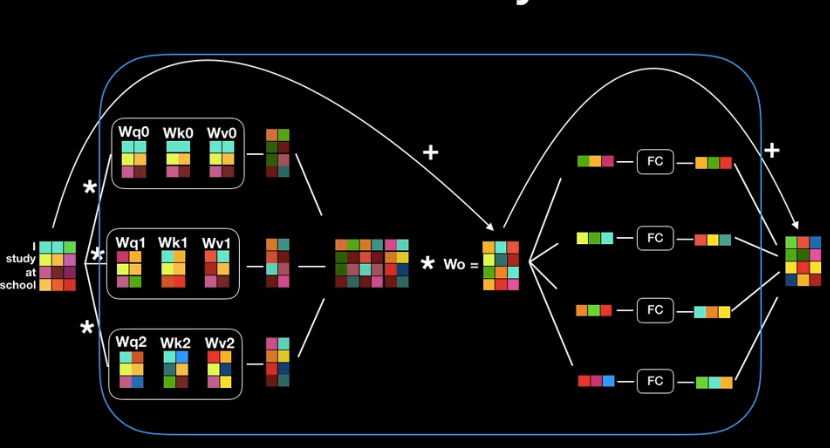 I
study
at
school
*
*
*
Wq0 Wk0 Wv0
Wq1 Wk1 Wv1
Wq2 Wk2 Wv2
+
* Wo =
FC
FC
FC
FC
+